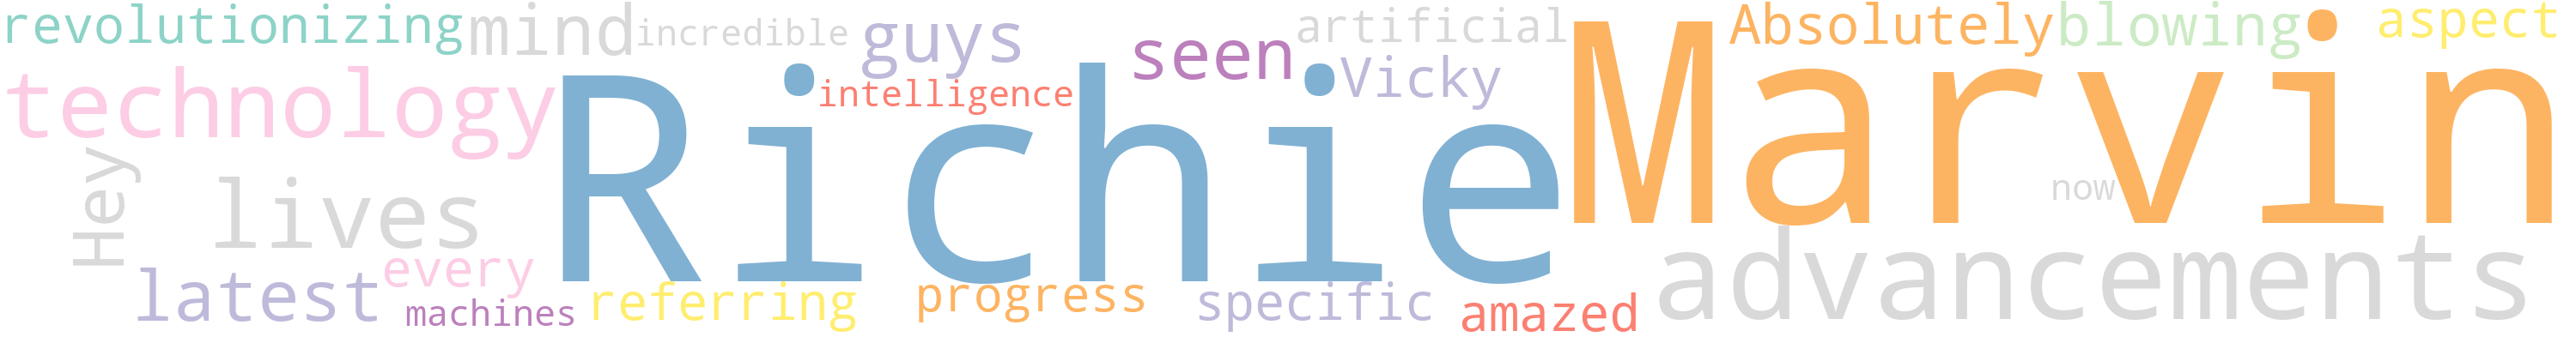 revolutionizing
mind
incredible
guys
seen
artificial
Marvin
Absolutely
blowing
aspect
technology
Richie
intelligence
Vicky
Hey
lives
now
latest
every
machines
referring
progress
specific
amazed
advancements